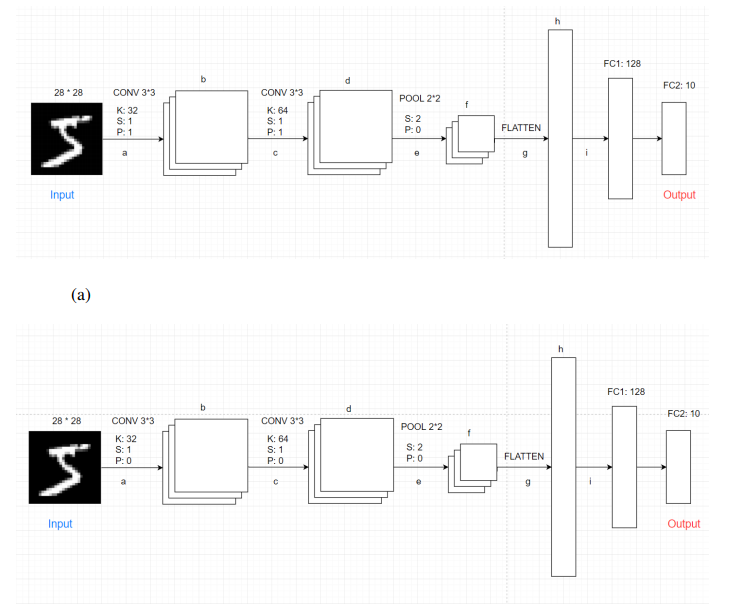 h
FC1: 128
b
d
FC2: 10
28 * 28
CONV 3*3
CONV 3*3
POOL 2*2
f
K: 32
S: 1
P: 1
K: 64
S: 1
P: 1
S: 2
P: 0
FLATTEN
a
c
e
g
i
Input
Output
(a)
h
FC1: 128
b
d
FC2: 10
28 * 28
CONV 3*3
CONV 3*3
POOL 2*2
f
K: 32
S: 1
P: 0
K: 64
S: 1
P: 0
S: 2
P: 0
FLATTEN
a
c
e
g
i
Input
Output